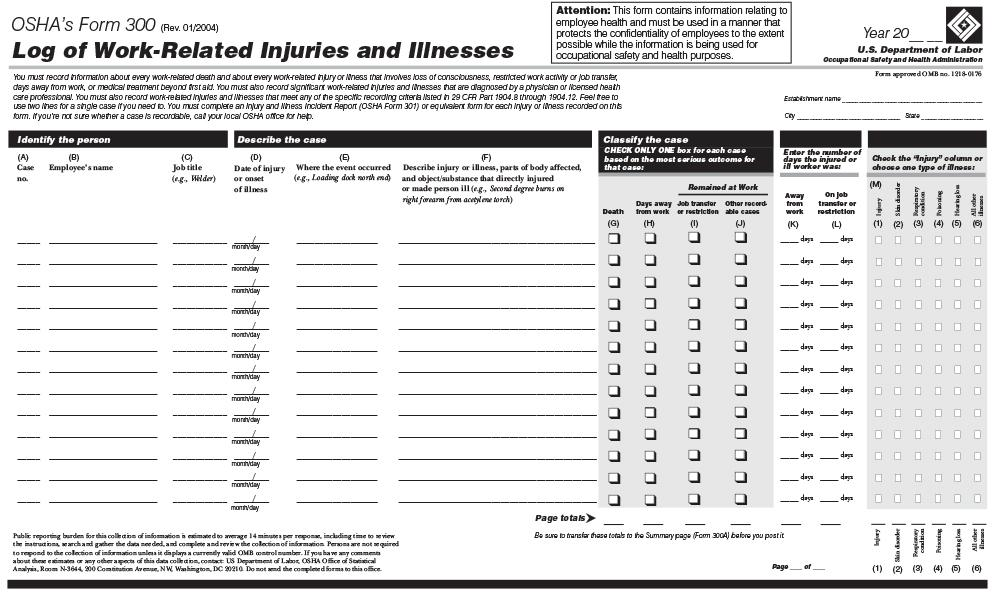 OSHA's Form 300 (Rev. 01/2004)
Log of Work-Related Injuries and Illnesses
Attention: This form contains information relating to
employee health and must be used in a manner that
protects the confidentiality of employees to the extent
possible while the information is being used for
occupational safety and health purposes.
Year 20__ __
U.S. Department of Labor
Occupational Safety and Health Administration
Form approved OMB no. 1218-0176
You must record information about every work-related death and about every work-related injury or illness that involves loss of consciousness, restricted work activity or job transfer,
days away from work, or medical treatment beyond first aid. You must also record significant work-related injuries and illnesses that are diagnosed by a physician or licensed health
care professional. You must also record work-related injuries and illnesses that meet any of the specific recording criteria listed in 29 CFR Part 1904.8 through 1904.12. Feel free to
use two lines for a single case if you need to. You must complete an Injury and Illness Incident Report (OSHA Form 301) or equivalent form for each injury or illness recorded on this
form. If you're not sure whether a case is recordable, call your local OSHA office for help.
Establishment name
City State
Identify the person
(A) (B) (C)
Case Employee's name Job title
no. (e.g., Welder)
Describe the case
(D) (E) (F)
Date of injury Where the event occurred Describe injury or illness, parts of body affected,
or onset (e.g., Loading dock north end) and object/substance that directly injured
of illness or made person ill (e.g., Second degree burns on
right forearm from acetylene torch)
Classify the case
CHECK ONLY ONE box for each case
based on the most serious outcome for
that case:
Remained at Work
Death Days away Job transfer Other record-
from work or restriction able cases
(G) (H) (I) (J)
Enter the number of
days the injured or
ill worker was:
Away On job
from transfer or
work restriction
(K) (L)
Check the "Injury" column or
choose one type of illness:
(M)
Injury
Skin disorder
Respiratory
condition
Poisoning
Hearing loss
All other
illnesses
(1) (2) (3) (4) (5) (6)
/ days days
month/day
/ days days
month/day
/ days days
month/day
/ days days
month/day
/ days days
month/day
/ days days
month/day
/ days days
month/day
/ days days
month/day
/ days days
month/day
/ days days
month/day
/ days days
month/day
/ days days
month/day
/ days days
month/day
Page totals
Be sure to transfer these totals to the Summary page (Form 300A) before you post it.
Injury
Skin disorder
Respiratory
condition
Poisoning
Hearing loss
All other
illnesses
Public reporting burden for this collection of information is estimated to average 14 minutes per response, including time to review
the instructions, search and gather the data needed, and complete and review the collection of information. Persons are not required
to respond to the collection of information unless it displays a currently valid OMB control number. If you have any comments
about these estimates or any other aspects of this data collection, contact: US Department of Labor, OSHA Office of Statistical
Analysis, Room N-3644, 200 Constitution Avenue, NW, Washington, DC 20210. Do not send the completed forms to this office.
Page ___ of ___
(1) (2) (3) (4) (5) (6)